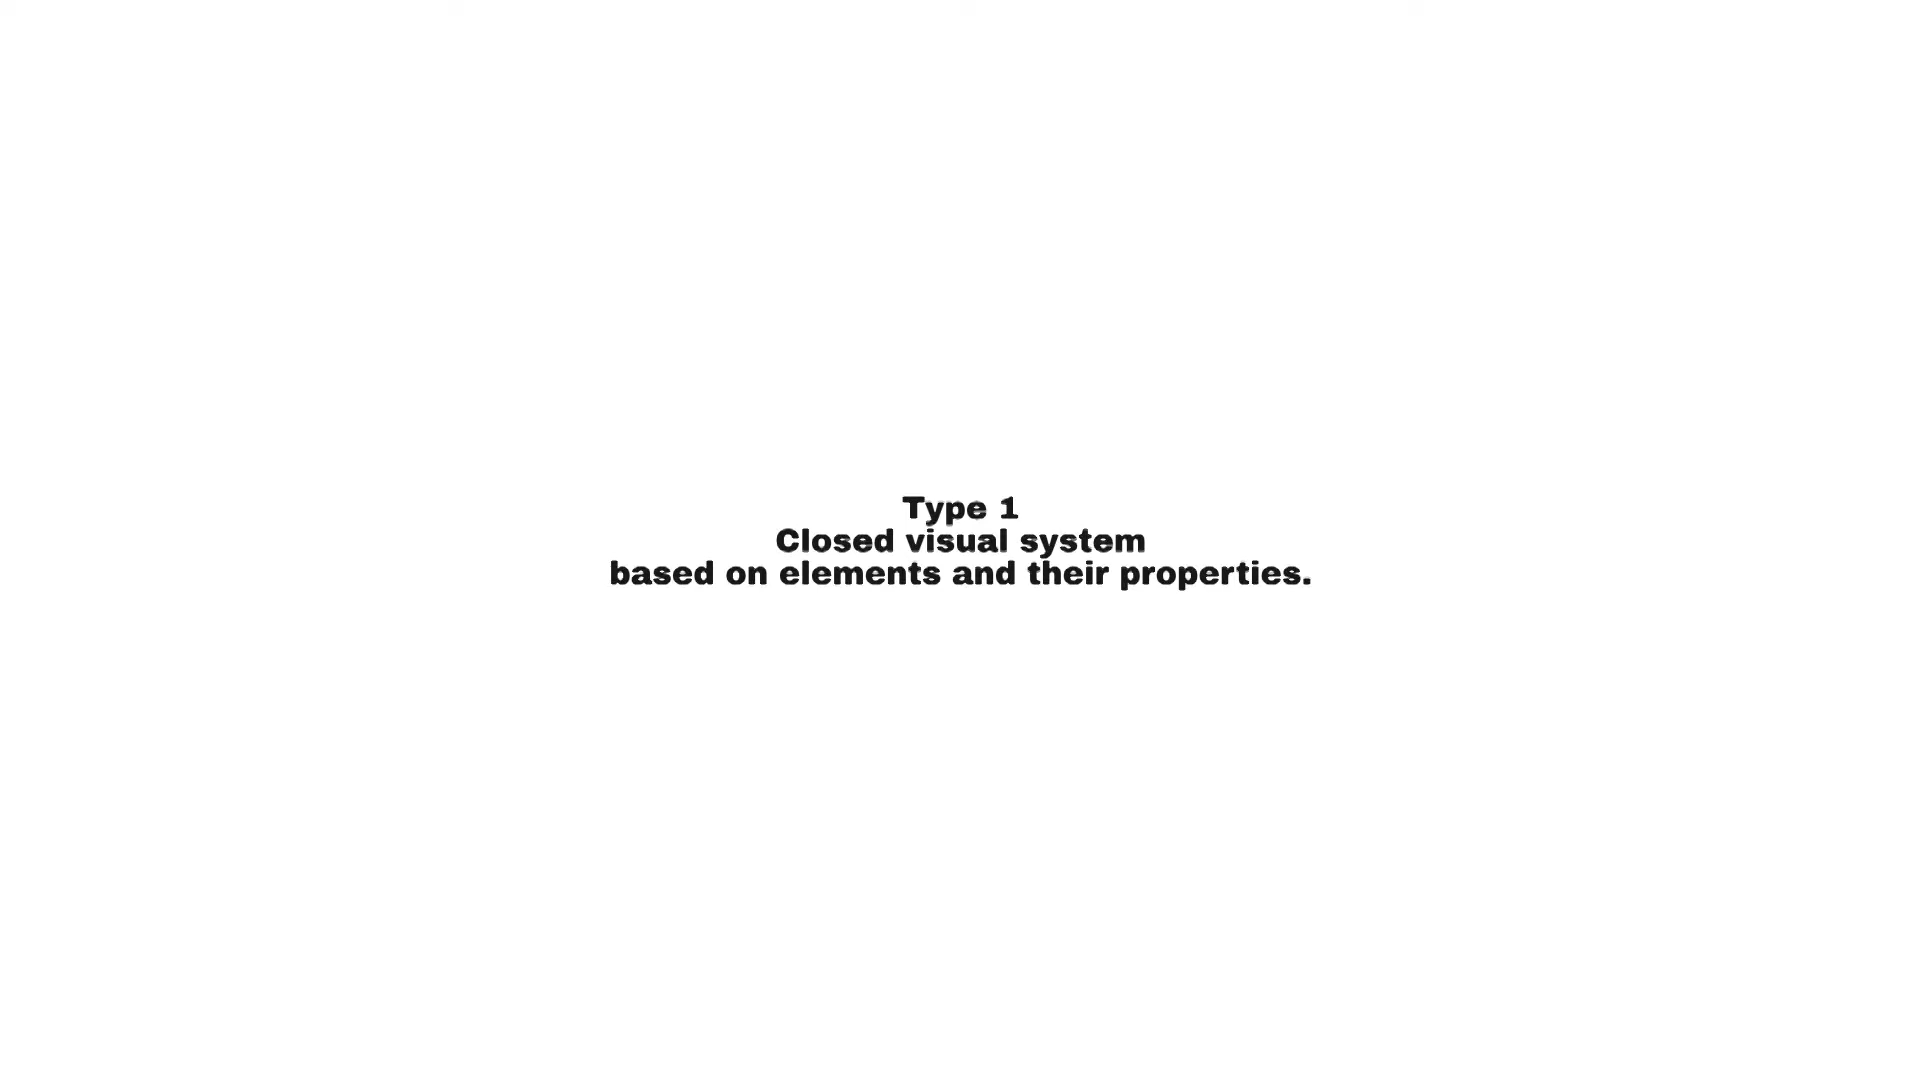 Type 1
Closed visual system
based on elements and their properties.